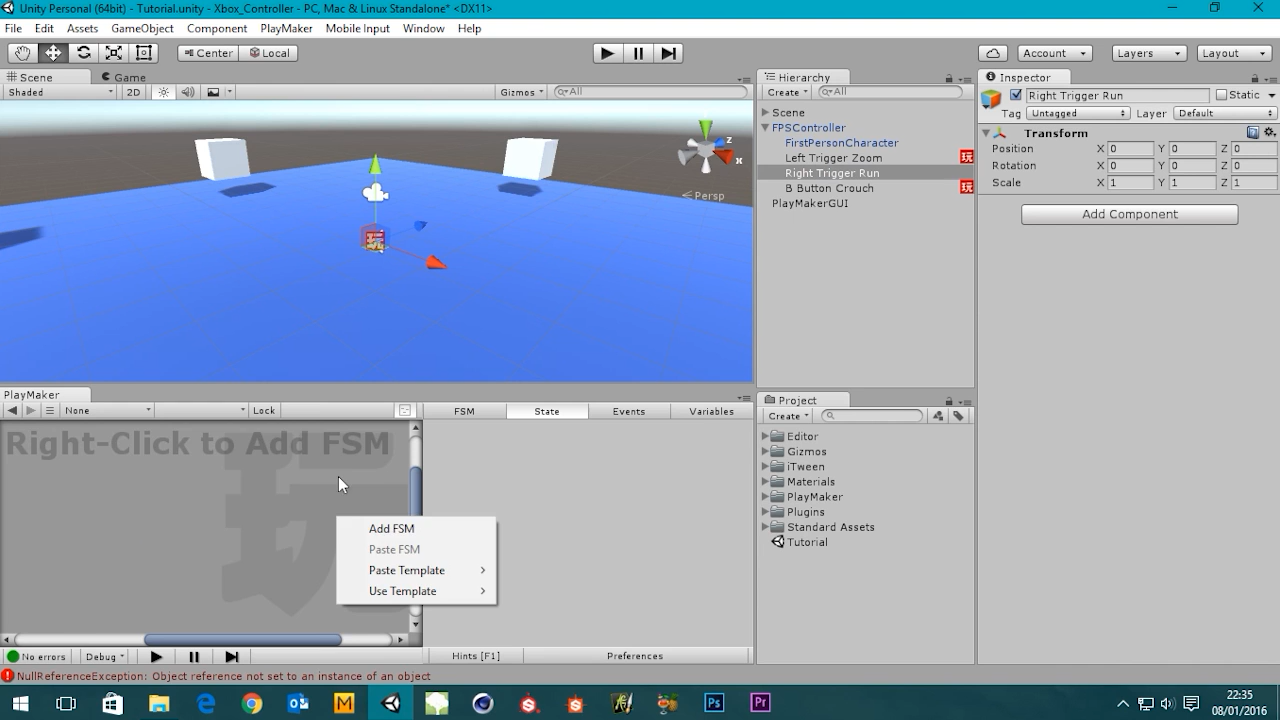 Unity Personal (64bit) - Tutorial.unity - Xbox_Controller - PC, Mac & Linux Standalone* <DX11>
File Edit Assets GameObject Component PlayMaker Mobile Input Window Help
Center Local Account Layers Layout
Scene Game
Shaded 2D Gizmos All
z
x
Persp
Hierarchy
Create All
Scene
FPSController
FirstPersonCharacter
Left Trigger Zoom
Right Trigger Run
B Button Crouch
PlayMakerGUI
Inspector
Right Trigger Run Static
Tag Untagged Layer Default
Transform
Position X 0 Y 0 Z 0
Rotation X 0 Y 0 Z 0
Scale X 1 Y 1 Z 1
Add Component
PlayMaker
None Lock FSM State Events Variables
Right-Click to Add FSM
Add FSM
Paste FSM
Paste Template
Use Template
No errors Debug Hints [F1] Preferences
Project
Create
Editor
Gizmos
iTween
Materials
PlayMaker
Plugins
Standard Assets
Tutorial
NullReferenceException: Object reference not set to an instance of an object
22:35
08/01/2016